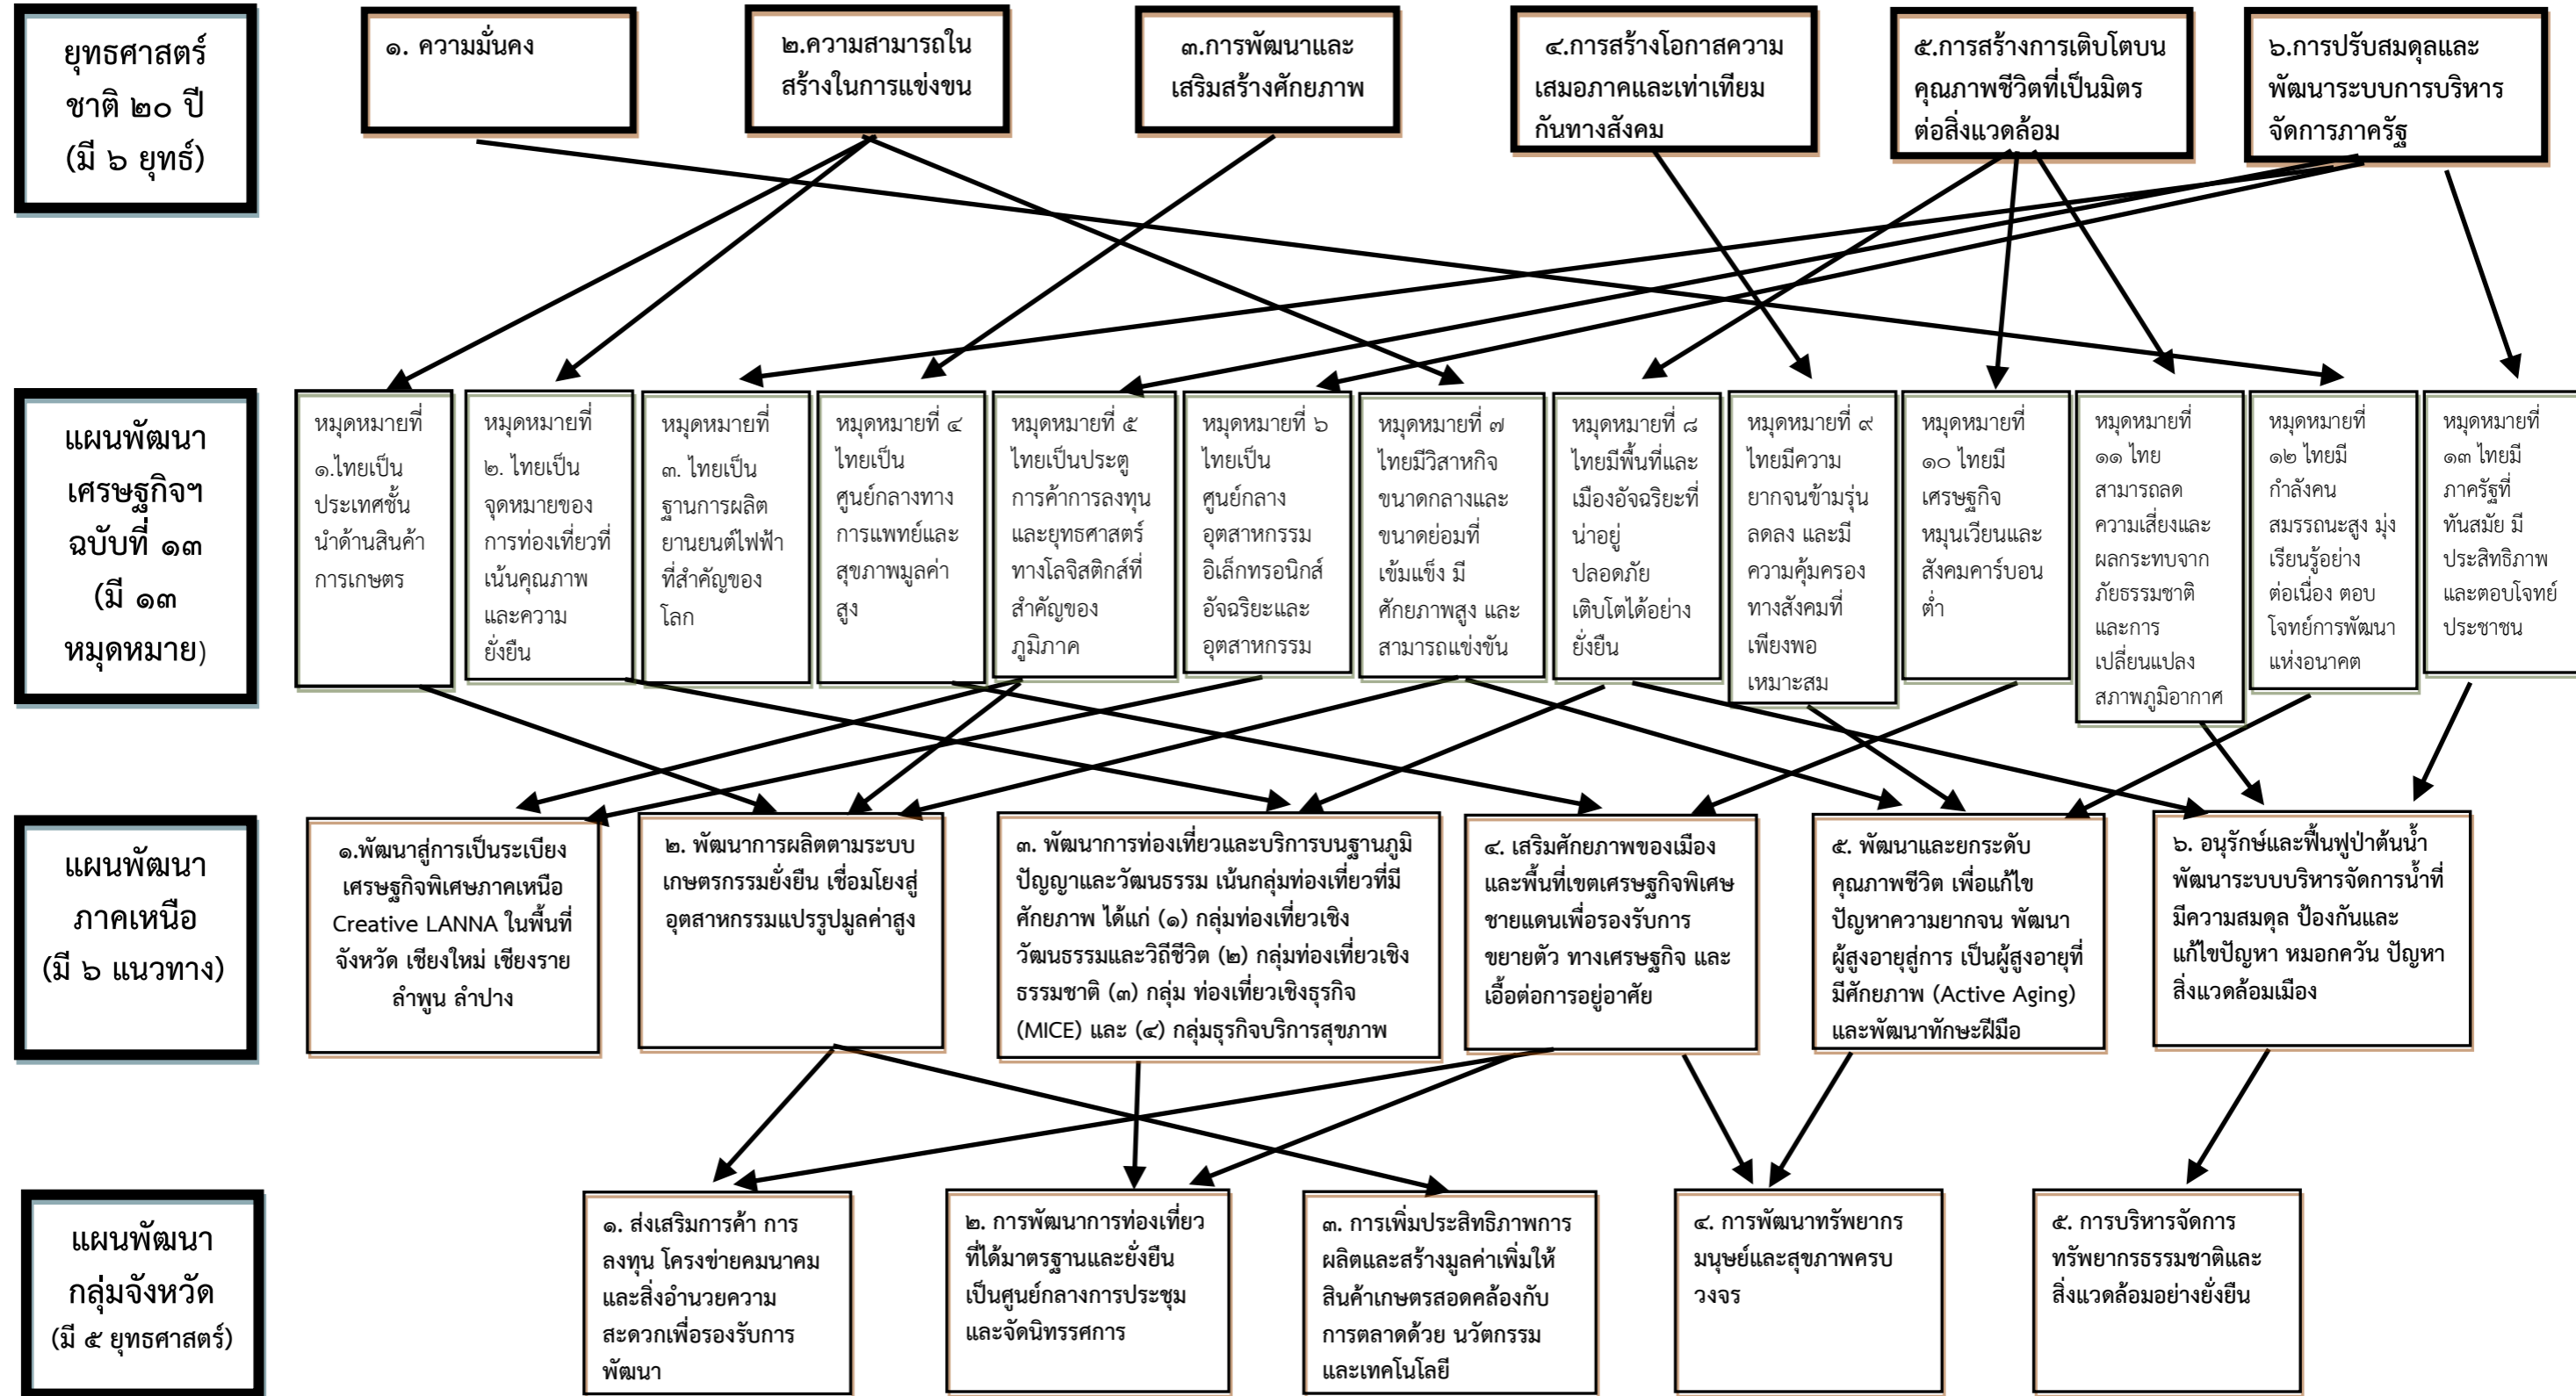 ยุทธศาสตร์
ชาติ ๒๐ ปี
(มี ๖ ยุทธ์)
๑. ความมั่นคง
๒.ความสามารถใน
สร้างในการแข่งขน
๓.การพัฒนาและ
เสริมสร้างศักยภาพ
๔.การสร้างโอกาสความ
เสมอภาคและเท่าเทียม
กันทางสังคม
๕.การสร้างการเติบโตบน
คุณภาพชีวิตที่เป็นมิตร
ต่อสิ่งแวดล้อม
๖.การปรับสมดุลและ
พัฒนาระบบการบริหาร
จัดการภาครัฐ
แผนพัฒนา
เศรษฐกิจฯ
ฉบับที่ ๑๓
(มี ๑๓
หมุดหมาย)
หมุดหมายที่
๑.ไทยเป็น
ประเทศชั้น
นำด้านสินค้า
การเกษตร
หมุดหมายที่
๒. ไทยเป็น
จุดหมายของ
การท่องเที่ยวที่
เน้นคุณภาพ
และความ
ยั่งยืน
หมุดหมายที่
๓. ไทยเป็น
ฐานการผลิต
ยานยนต์ไฟฟ้า
ที่สำคัญของ
โลก
หมุดหมายที่ ๔
ไทยเป็น
ศูนย์กลางทาง
การแพทย์และ
สุขภาพมูลค่า
สูง
หมุดหมายที่ ๕
ไทยเป็นประตู
การค้าการลงทุน
และยุทธศาสตร์
ทางโลจิสติกส์ที่
สำคัญของ
ภูมิภาค
หมุดหมายที่ ๖
ไทยเป็น
ศูนย์กลาง
อุตสาหกรรม
อิเล็กทรอนิกส์
อัจฉริยะและ
อุตสาหกรรม
หมุดหมายที่ ๗
ไทยมีวิสาหกิจ
ขนาดกลางและ
ขนาดย่อมที่
เข้มแข็ง มี
ศักยภาพสูง และ
สามารถแข่งขัน
หมุดหมายที่ ๘
ไทยมีพื้นที่และ
เมืองอัจฉริยะที่
น่าอยู่
ปลอดภัย
เติบโตได้อย่าง
ยั่งยืน
หมุดหมายที่ ๙
ไทยมีความ
ยากจนข้ามรุ่น
ลดลง และมี
ความคุ้มครอง
ทางสังคมที่
เพียงพอ
เหมาะสม
หมุดหมายที่
๑๐ ไทยมี
เศรษฐกิจ
หมุนเวียนและ
สังคมคาร์บอน
ต่ำ
หมุดหมายที่
๑๑ ไทย
สามารถลด
ความเสี่ยงและ
ผลกระทบจาก
ภัยธรรมชาติ
และการ
เปลี่ยนแปลง
สภาพภูมิอากาศ
หมุดหมายที่
๑๒ ไทยมี
กำลังคน
สมรรถนะสูง มุ่ง
เรียนรู้อย่าง
ต่อเนื่อง ตอบ
โจทย์การพัฒนา
แห่งอนาคต
หมุดหมายที่
๑๓ ไทยมี
ภาครัฐที่
ทันสมัย มี
ประสิทธิภาพ
และตอบโจทย์
ประชาชน
แผนพัฒนา
ภาคเหนือ
(มี ๖ แนวทาง)
๑.พัฒนาสู่การเป็นระเบียง
เศรษฐกิจพิเศษภาคเหนือ
Creative LANNA ในพื้นที่
จังหวัด เชียงใหม่ เชียงราย
ลำพูน ลำปาง
๒. พัฒนาการผลิตตามระบบ
เกษตรกรรมยั่งยืน เชื่อมโยงสู่
อุตสาหกรรมแปรรูปมูลค่าสูง
๓. พัฒนาการท่องเที่ยวและบริการบนฐานภูมิ
ปัญญาและวัฒนธรรม เน้นกลุ่มท่องเที่ยวที่มี
ศักยภาพ ได้แก่ (๑) กลุ่มท่องเที่ยวเชิง
วัฒนธรรมและวิถีชีวิต (๒) กลุ่มท่องเที่ยวเชิง
ธรรมชาติ (๓) กลุ่ม ท่องเที่ยวเชิงธุรกิจ
(MICE) และ (๔) กลุ่มธุรกิจบริการสุขภาพ
๔. เสริมศักยภาพของเมือง
และพื้นที่เขตเศรษฐกิจพิเศษ
ชายแดนเพื่อรองรับการ
ขยายตัว ทางเศรษฐกิจ และ
เอื้อต่อการอยู่อาศัย
๕. พัฒนาและยกระดับ
คุณภาพชีวิต เพื่อแก้ไข
ปัญหาความยากจน พัฒนา
ผู้สูงอายุสู่การ เป็นผู้สูงอายุที่
มีศักยภาพ (Active Aging)
และพัฒนาทักษะฝีมือ
๖. อนุรักษ์และฟื้นฟูป่าต้นน้ำ
พัฒนาระบบบริหารจัดการน้ำที่
มีความสมดุล ป้องกันและ
แก้ไขปัญหา หมอกควัน ปัญหา
สิ่งแวดล้อมเมือง
แผนพัฒนา
กลุ่มจังหวัด
(มี ๕ ยุทธศาสตร์)
๑. ส่งเสริมการค้า การ
ลงทุน โครงข่ายคมนาคม
และสิ่งอำนวยความ
สะดวกเพื่อรองรับการ
พัฒนา
๒. การพัฒนาการท่องเที่ยว
ที่ได้มาตรฐานและยั่งยืน
เป็นศูนย์กลางการประชุม
และจัดนิทรรศการ
๓. การเพิ่มประสิทธิภาพการ
ผลิตและสร้างมูลค่าเพิ่มให้
สินค้าเกษตรสอดคล้องกับ
การตลาดด้วย นวัตกรรม
และเทคโนโลยี
๔. การพัฒนาทรัพยากร
มนุษย์และสุขภาพครบ
วงจร
๕. การบริหารจัดการ
ทรัพยากรธรรมชาติและ
สิ่งแวดล้อมอย่างยั่งยืน